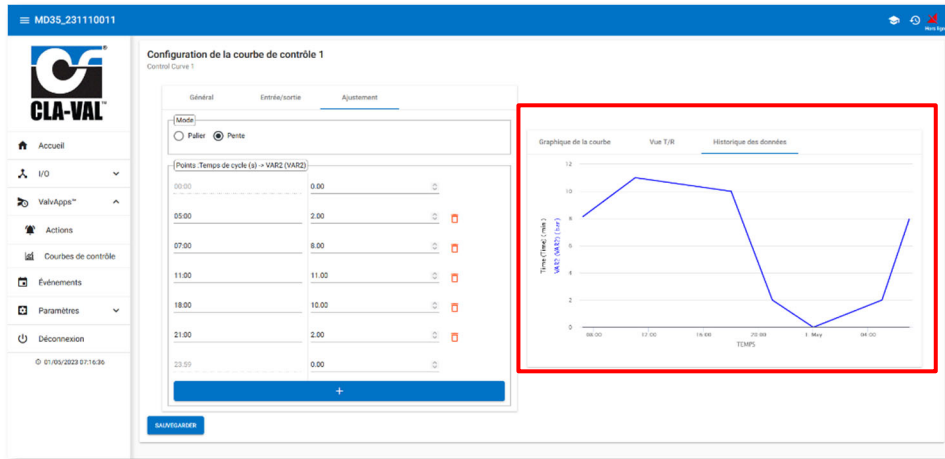 MD35_231110011
Hors ligne
CLA-VAL
Accueil
I/O
ValvApps™
Actions
Courbes de contrôle
Événements
Paramètres
Déconnexion
© 01/05/2023 07:16:36
Configuration de la courbe de contrôle 1
Control Curve 1
Général Entrée/sortie Ajustement
Mode
Palier Pente
Points :Temps de cycle (s) -> VAR2 (VAR2)
00:00 0.00
05:00 2.00
07:00 8.00
11:00 11.00
18:00 10.00
21:00 2.00
23:59 0.00
+
SAUVEGARDER
Graphique de la courbe Vue T/R Historique des données
Time (Time) ( min )
VAR2 (VAR2) ( bar )
12
10
8
6
4
2
0
08:00 12:00 16:00 20:00 1. May 04:00
TEMPS